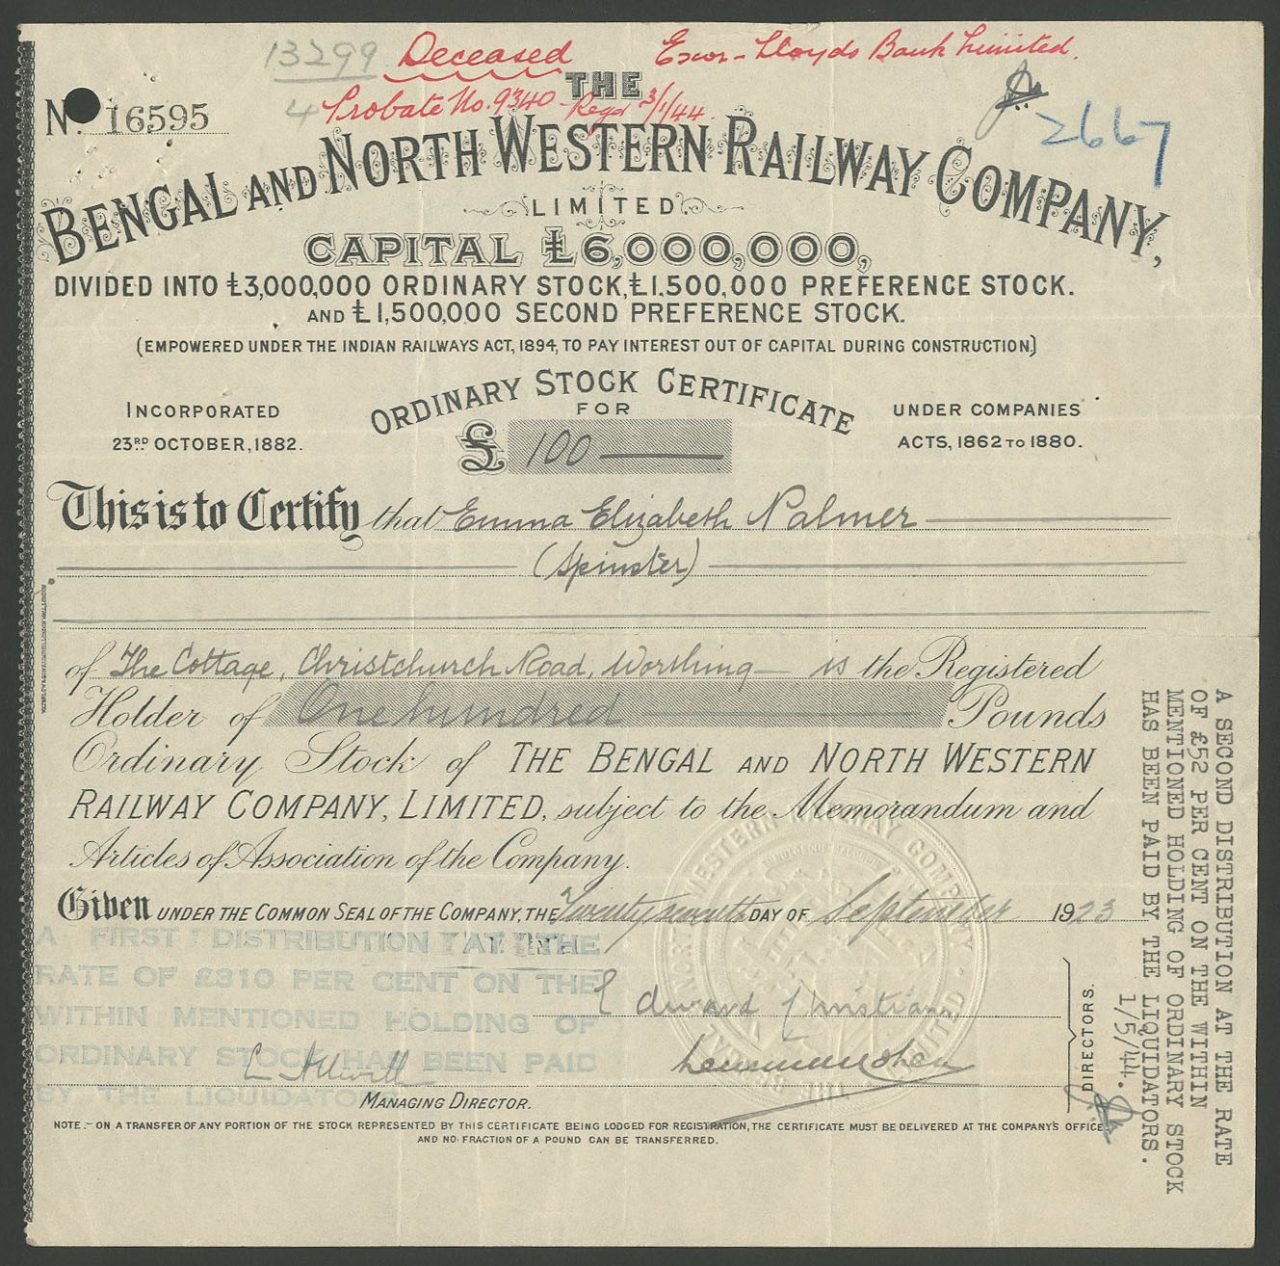 13299 Deceased Exor - Lloyds Bank Limited.
4 Probate No. 9340 - Regd 3/1/44
2667
No. 16595
THE
BENGAL AND NORTH WESTERN RAILWAY COMPANY,
LIMITED.
CAPITAL £6,000,000,
DIVIDED INTO £3,000,000 ORDINARY STOCK, £1,500,000 PREFERENCE STOCK.
AND £1,500,000 SECOND PREFERENCE STOCK.
(EMPOWERED UNDER THE INDIAN RAILWAYS ACT, 1894, TO PAY INTEREST OUT OF CAPITAL DURING CONSTRUCTION)
ORDINARY STOCK CERTIFICATE
FOR
INCORPORATED
23RD OCTOBER, 1882.
UNDER COMPANIES
ACTS, 1862 TO 1880.
£ 100
This is to Certify that Emma Elizabeth Palmer
(Spinster)
of The Cottage, Christchurch Road, Worthing is the Registered
Holder of One hundred Pounds
Ordinary Stock of THE BENGAL AND NORTH WESTERN
RAILWAY COMPANY, LIMITED, subject to the Memorandum and
Articles of Association of the Company.
Given UNDER THE COMMON SEAL OF THE COMPANY, THE Twenty seventh DAY OF September 1923
A FIRST DISTRIBUTION AT THE
RATE OF £310 PER CENT ON THE
WITHIN MENTIONED HOLDING OF
ORDINARY STOCK HAS BEEN PAID
BY THE LIQUIDATORS
Edward Christian
DIRECTORS.
MANAGING DIRECTOR.
NOTE.- ON A TRANSFER OF ANY PORTION OF THE STOCK REPRESENTED BY THIS CERTIFICATE BEING LODGED FOR REGISTRATION, THE CERTIFICATE MUST BE DELIVERED AT THE COMPANY'S OFFICE
AND NO FRACTION OF A POUND CAN BE TRANSFERRED.
A SECOND DISTRIBUTION AT THE RATE
OF £52 PER CENT ON THE WITHIN
MENTIONED HOLDING OF ORDINARY STOCK
HAS BEEN PAID BY THE LIQUIDATORS.
1/5/44.